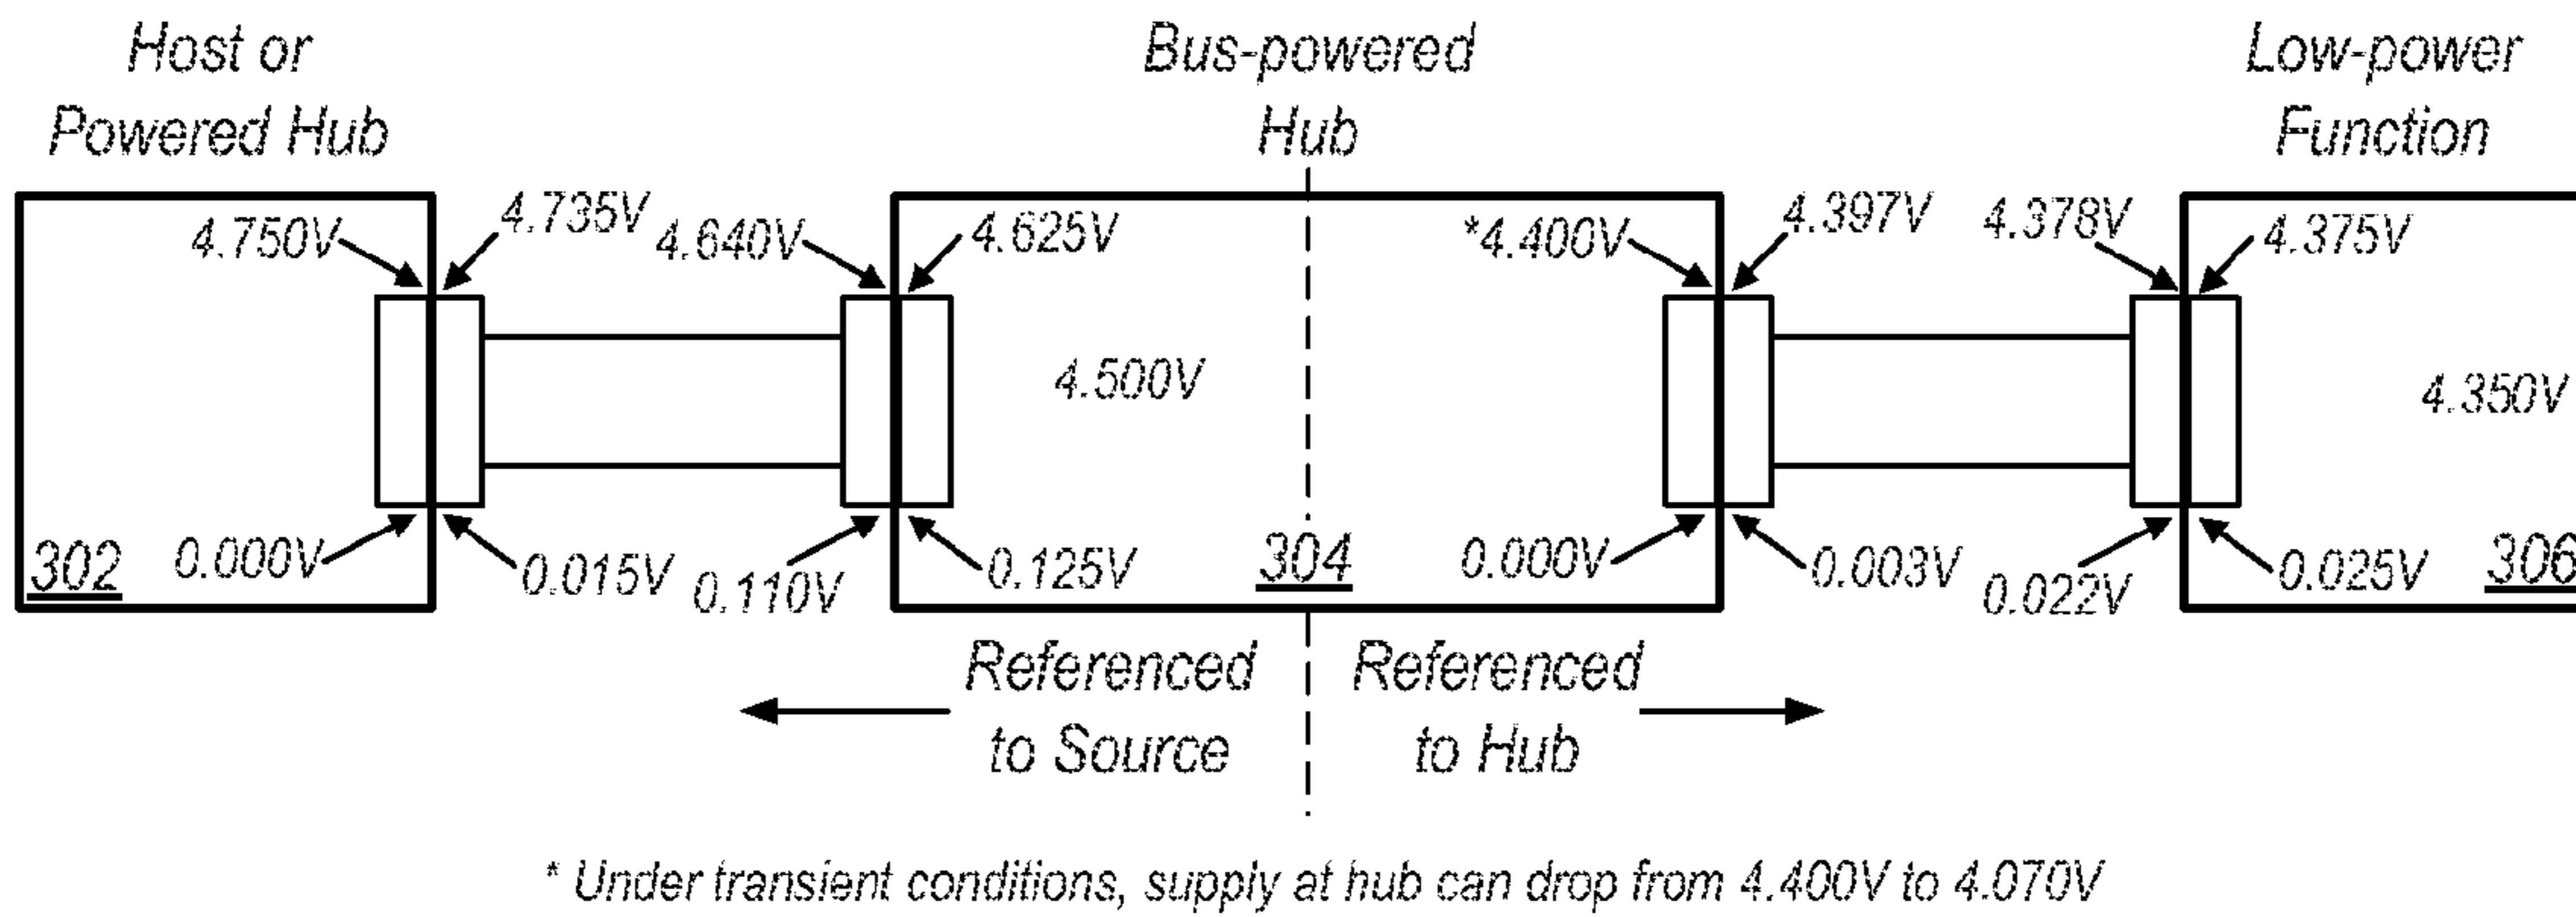 Host or
Powered Hub
Bus-powered
Hub
Low-power
Function
4.750V
4.735V
4.640V
4.625V
*4.400V
4.397V
4.378V
4.375V
4.500V
4.350V
302
0.000V
0.015V
0.110V
0.125V
304
0.000V
0.003V
0.022V
0.025V
306
Referenced
to Source
Referenced
to Hub
* Under transient conditions, supply at hub can drop from 4.400V to 4.070V